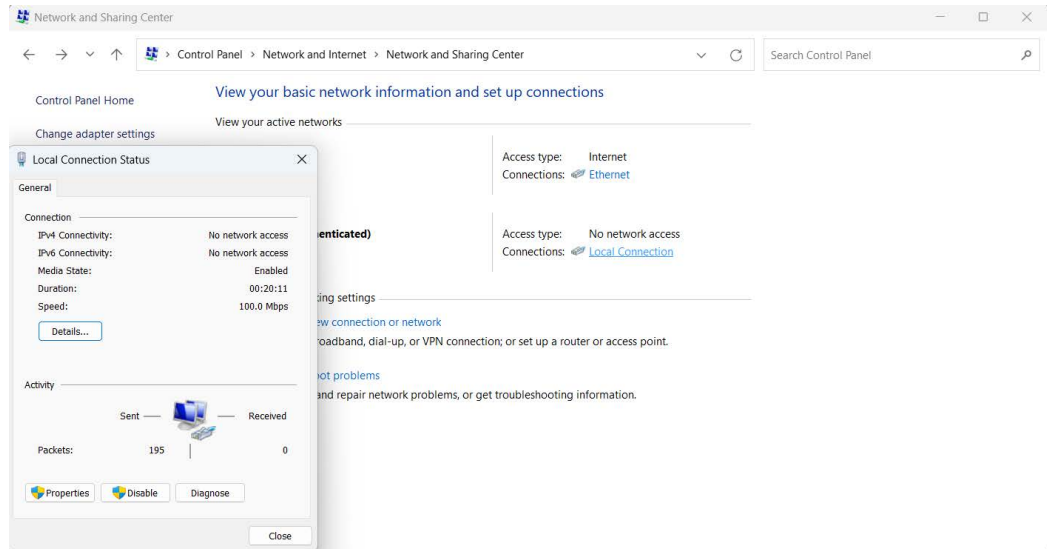 Network and Sharing Center
Control Panel > Network and Internet > Network and Sharing Center
Search Control Panel
Control Panel Home
Change adapter settings
View your basic network information and set up connections
View your active networks
Access type: Internet
Connections: Ethernet
Access type: No network access
Connections: Local Connection
settings
connection or network
dial-up, or VPN connection; or set up a router or access point.
problems
and repair network problems, or get troubleshooting information.
Local Connection Status
General
Connection
IPv4 Connectivity: No network access
IPv6 Connectivity: No network access
Media State: Enabled
Duration: 00:20:11
Speed: 100.0 Mbps
Details...
Activity
Sent — — Received
Packets: 195 | 0
Properties Disable Diagnose
Close